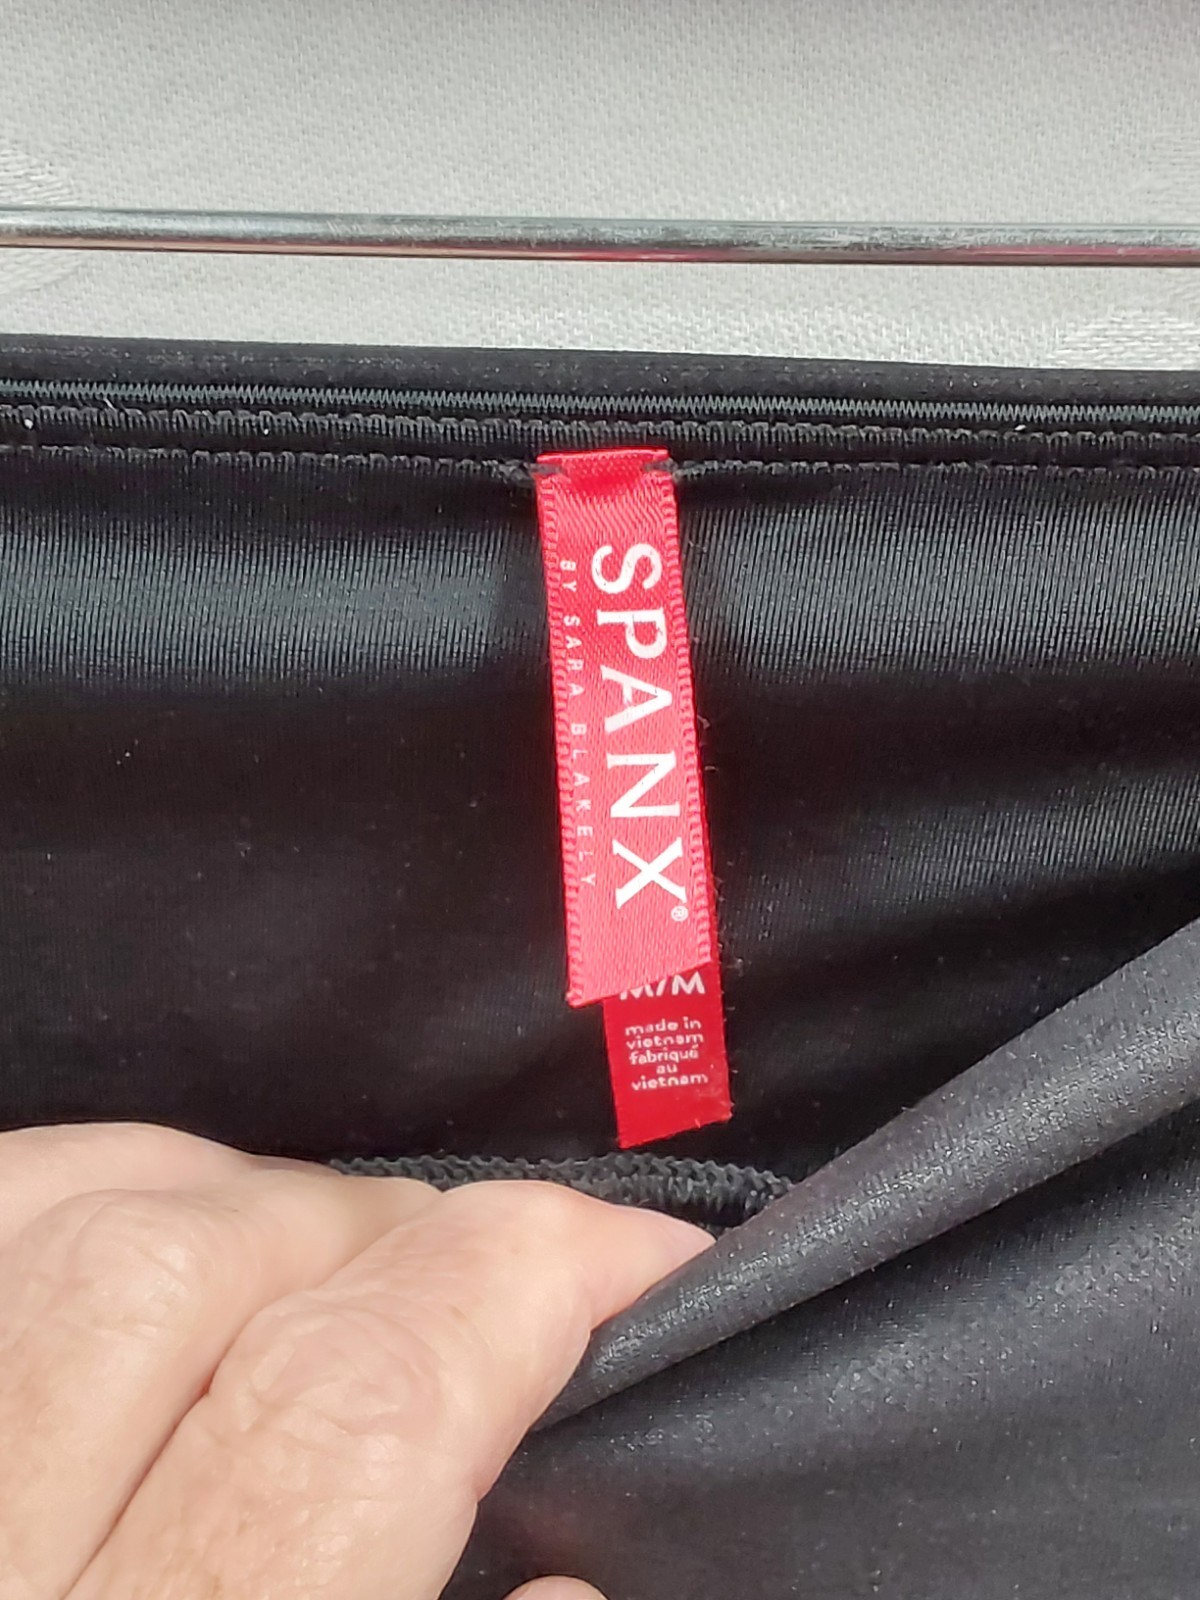 SPANX®
BY SARA BLAKELY
M/M
made in
vietnam
fabriqué
au
vietnam